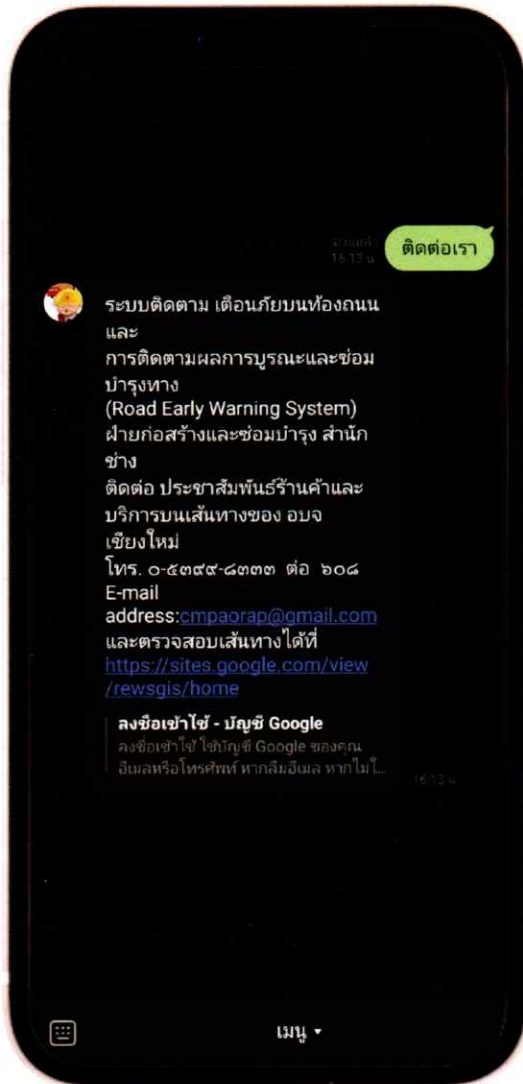 ติดต่อเรา
ระบบติดตาม เตือนภัยบนท้องถนน
และ
การติดตามผลการบูรณะและซ่อม
บำรุงทาง
(Road Early Warning System)
ฝ่ายก่อสร้างและซ่อมบำรุง สำนัก
ช่าง
ติดต่อ ประชาสัมพันธ์ร้านค้าและ
บริการบนเส้นทางของ อบจ
เชียงใหม่
โทร. ๐-๕๓๙๙-๘๓๓๓ ต่อ ๖๐๘
E-mail
address:cmpaorap@gmail.com
และตรวจสอบเส้นทางได้ที่
https://sites.google.com/view
/rewsgis/home
ลงชื่อเข้าใช้ - บัญชี Google
ลงชื่อเข้าใช้ ใช้บัญชี Google ของคุณ
อีเมลหรือโทรศัพท์ หากลืมอีเมล หากไม่ใ...
16:13 น.
เมนู